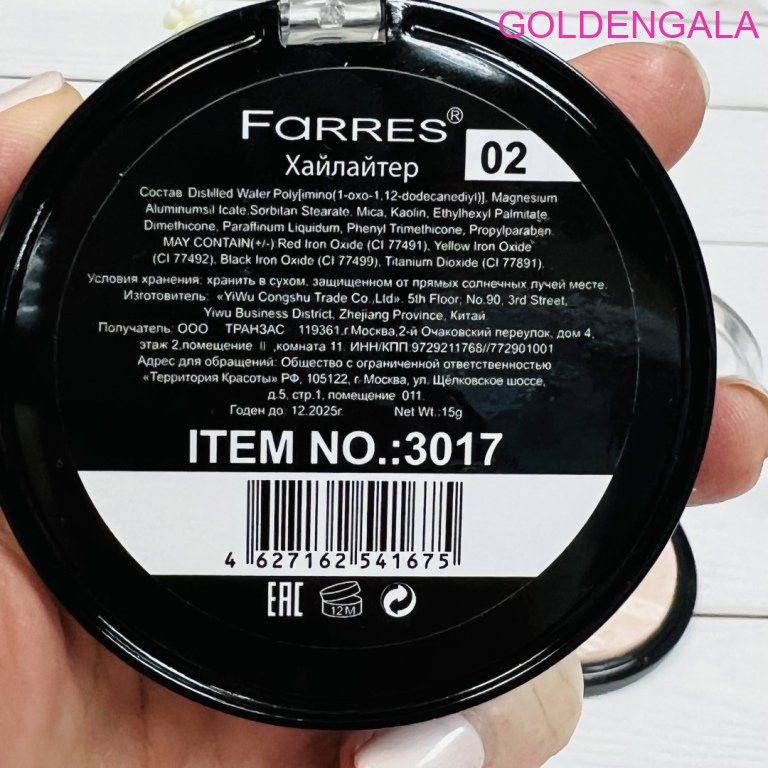 GOLDENGALA
FARRES®
Хайлайтер
02
Состав Distilled Water Poly[imino(1-oxo-1,12-dodecanediyl)], Magnesium
Aluminumsil Icate,Sorbitan Stearate, Mica, Kaolin, Ethylhexyl Palmitate,
Dimethicone, Paraffinum Liquidum, Phenyl Trimethicone, Propylparaben.
MAY CONTAIN(+/-) Red Iron Oxide (CI 77491), Yellow Iron Oxide
(CI 77492), Black Iron Oxide (CI 77499), Titanium Dioxide (CI 77891).
Условия хранения: хранить в сухом, защищенном от прямых солнечных лучей месте.
Изготовитель: «YiWu Congshu Trade Co.,Ltd». 5th Floor, No.90, 3rd Street,
Yiwu Business District, Zhejiang Province, Китай.
Получатель: ООО ТРАНЗАС 119361,г.Москва,2-й Очаковский переулок, дом 4,
этаж 2,помещение II ,комната 11. ИНН/КПП:9729211768//772901001
Адрес для обращений: Общество с ограниченной ответственностью
«Территория Красоты» РФ, 105122, г. Москва, ул. Щёлковское шоссе,
д.5, стр.1, помещение 011.
Годен до: 12.2025г. Net Wt.:15g
ITEM NO.:3017
4 627162 541675
EAC 12M